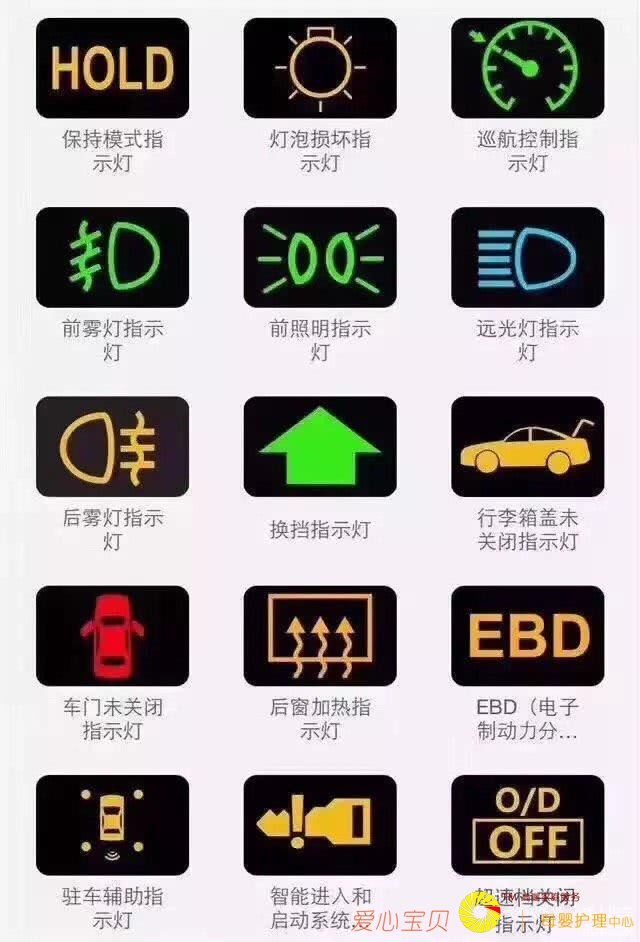 HOLD
保持模式指
示灯
灯泡损坏指
示灯
巡航控制指
示灯
前雾灯指示
灯
前照明指示
灯
远光灯指示
灯
后雾灯指示
灯
换挡指示灯
行李箱盖未
关闭指示灯
车门未关闭
指示灯
后窗加热指
示灯
EBD
EBD（电子
制动力分...
驻车辅助指
示灯
智能进入和
启动系统...
O/D
OFF
超速档关闭
指示灯
爱心宝贝
母婴护理中心